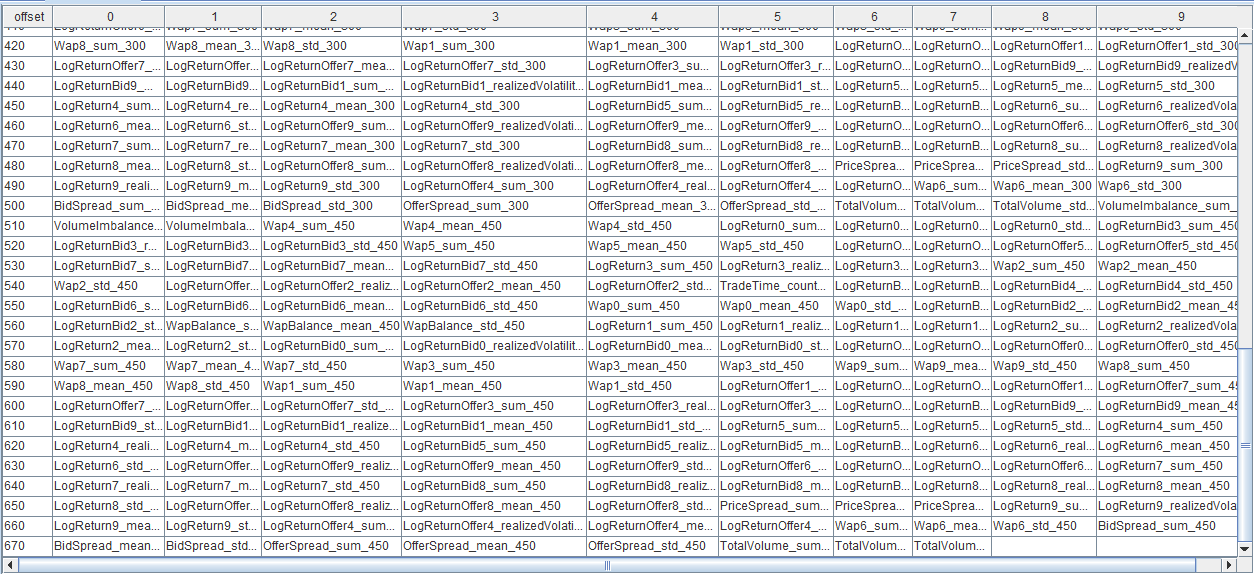 offset 0 1 2 3 4 5 6 7 8 9
420 Wap8_sum_300 Wap8_mean_3... Wap8_std_300 Wap1_sum_300 Wap1_mean_300 Wap1_std_300 LogReturnO... LogReturnO... LogReturnOffer1... LogReturnOffer1_std_300
430 LogReturnOffer7_... LogReturnOffer... LogReturnOffer7_mea... LogReturnOffer7_std_300 LogReturnOffer3_su... LogReturnOffer3_r... LogReturnO... LogReturnO... LogReturnBid9_... LogReturnBid9_realizedV
440 LogReturnBid9_... LogReturnBid9... LogReturnBid1_sum_... LogReturnBid1_realizedVolatilit... LogReturnBid1_mea... LogReturnBid1_st... LogReturn5... LogReturn5... LogReturn5_me... LogReturn5_std_300
450 LogReturn4_sum... LogReturn4_re... LogReturn4_mean_300 LogReturn4_std_300 LogReturnBid5_sum... LogReturnBid5_re... LogReturnB... LogReturnB... LogReturn6_su... LogReturn6_realizedVola
460 LogReturn6_mea... LogReturn6_st... LogReturnOffer9_sum... LogReturnOffer9_realizedVolati... LogReturnOffer9_me... LogReturnOffer9_... LogReturnO... LogReturnO... LogReturnOffer6... LogReturnOffer6_std_300
470 LogReturn7_sum... LogReturn7_re... LogReturn7_mean_300 LogReturn7_std_300 LogReturnBid8_sum... LogReturnBid8_re... LogReturnB... LogReturnB... LogReturn8_su... LogReturn8_realizedVola
480 LogReturn8_mea... LogReturn8_st... LogReturnOffer8_sum... LogReturnOffer8_realizedVolati... LogReturnOffer8_me... LogReturnOffer8_... PriceSprea... PriceSprea... PriceSpread_std... LogReturn9_sum_300
490 LogReturn9_reali... LogReturn9_m... LogReturn9_std_300 LogReturnOffer4_sum_300 LogReturnOffer4_real... LogReturnOffer4_... LogReturnO... Wap6_sum... Wap6_mean_300 Wap6_std_300
500 BidSpread_sum_... BidSpread_me... BidSpread_std_300 OfferSpread_sum_300 OfferSpread_mean_3... OfferSpread_std_... TotalVolum... TotalVolum... TotalVolume_std... VolumeImbalance_sum_
510 VolumeImbalance... VolumeImbala... Wap4_sum_450 Wap4_mean_450 Wap4_std_450 LogReturn0_sum... LogReturn0... LogReturn0... LogReturn0_std... LogReturnBid3_sum_450
520 LogReturnBid3_r... LogReturnBid3... LogReturnBid3_std_450 Wap5_sum_450 Wap5_mean_450 Wap5_std_450 LogReturnO... LogReturnO... LogReturnOffer5... LogReturnOffer5_std_450
530 LogReturnBid7_s... LogReturnBid7... LogReturnBid7_mean... LogReturnBid7_std_450 LogReturn3_sum_450 LogReturn3_realiz... LogReturn3... LogReturn3... Wap2_sum_450 Wap2_mean_450
540 Wap2_std_450 LogReturnOffer... LogReturnOffer2_real... LogReturnOffer2_mean_450 LogReturnOffer2_std... TradeTime_count... LogReturnB... LogReturnB... LogReturnBid4_... LogReturnBid4_std_450
550 LogReturnBid6_s... LogReturnBid6... LogReturnBid6_mean... LogReturnBid6_std_450 Wap0_sum_450 Wap0_mean_450 Wap0_std_... LogReturnB... LogReturnBid2_... LogReturnBid2_mean_45
560 LogReturnBid2_st... WapBalance_s... WapBalance_mean_450 WapBalance_std_450 LogReturn1_sum_450 LogReturn1_realiz... LogReturn1... LogReturn1... LogReturn2_su... LogReturn2_realizedVola
570 LogReturn2_mea... LogReturn2_st... LogReturnBid0_sum_... LogReturnBid0_realizedVolatilit... LogReturnBid0_mea... LogReturnBid0_st... LogReturnO... LogReturnO... LogReturnOffer0... LogReturnOffer0_std_450
580 Wap7_sum_450 Wap7_mean_4... Wap7_std_450 Wap3_sum_450 Wap3_mean_450 Wap3_std_450 Wap9_sum... Wap9_mea... Wap9_std_450 Wap8_sum_450
590 Wap8_mean_450 Wap8_std_450 Wap1_sum_450 Wap1_mean_450 Wap1_std_450 LogReturnOffer1_... LogReturnO... LogReturnO... LogReturnOffer1... LogReturnOffer7_sum_45
600 LogReturnOffer7_... LogReturnOffer... LogReturnOffer7_std_... LogReturnOffer3_sum_450 LogReturnOffer3_real... LogReturnOffer3_... LogReturnO... LogReturnB... LogReturnBid9_... LogReturnBid9_mean_45
610 LogReturnBid9_st... LogReturnBid1... LogReturnBid1_realize... LogReturnBid1_mean_450 LogReturnBid1_std_... LogReturn5_sum... LogReturn5... LogReturn5... LogReturn5_std... LogReturn4_sum_450
620 LogReturn4_reali... LogReturn4_m... LogReturn4_std_450 LogReturnBid5_sum_450 LogReturnBid5_realiz... LogReturnBid5_m... LogReturnB... LogReturn6... LogReturn6_real... LogReturn6_mean_450
630 LogReturn6_std_... LogReturnOffer... LogReturnOffer9_realiz... LogReturnOffer9_mean_450 LogReturnOffer9_std... LogReturnOffer6_... LogReturnO... LogReturnO... LogReturnOffer6... LogReturn7_sum_450
640 LogReturn7_reali... LogReturn7_m... LogReturn7_std_450 LogReturnBid8_sum_450 LogReturnBid8_realiz... LogReturnBid8_m... LogReturnB... LogReturn8... LogReturn8_real... LogReturn8_mean_450
650 LogReturn8_std_... LogReturnOffer... LogReturnOffer8_realiz... LogReturnOffer8_mean_450 LogReturnOffer8_std... PriceSpread_sum... PriceSprea... PriceSprea... LogReturn9_su... LogReturn9_realizedVola
660 LogReturn9_mea... LogReturn9_st... LogReturnOffer4_sum... LogReturnOffer4_realizedVolati... LogReturnOffer4_me... LogReturnOffer4_... Wap6_sum... Wap6_mea... Wap6_std_450 BidSpread_sum_450
670 BidSpread_mean... BidSpread_std... OfferSpread_sum_450 OfferSpread_mean_450 OfferSpread_std_450 TotalVolume_sum... TotalVolum... TotalVolum...